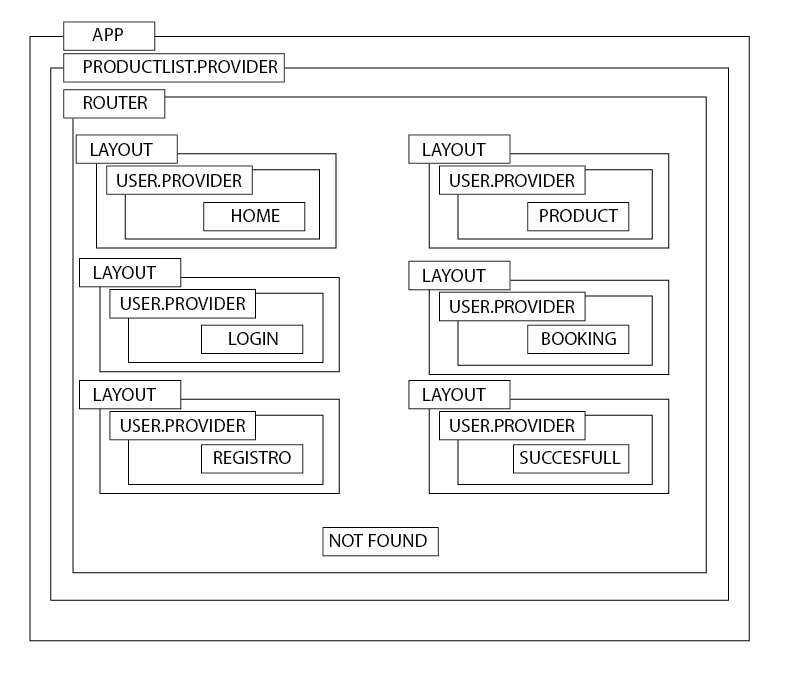 APP
PRODUCTLIST.PROVIDER
ROUTER
LAYOUT
USER.PROVIDER
HOME
LAYOUT
USER.PROVIDER
PRODUCT
LAYOUT
USER.PROVIDER
LOGIN
LAYOUT
USER.PROVIDER
BOOKING
LAYOUT
USER.PROVIDER
REGISTRO
LAYOUT
USER.PROVIDER
SUCCESFULL
NOT FOUND